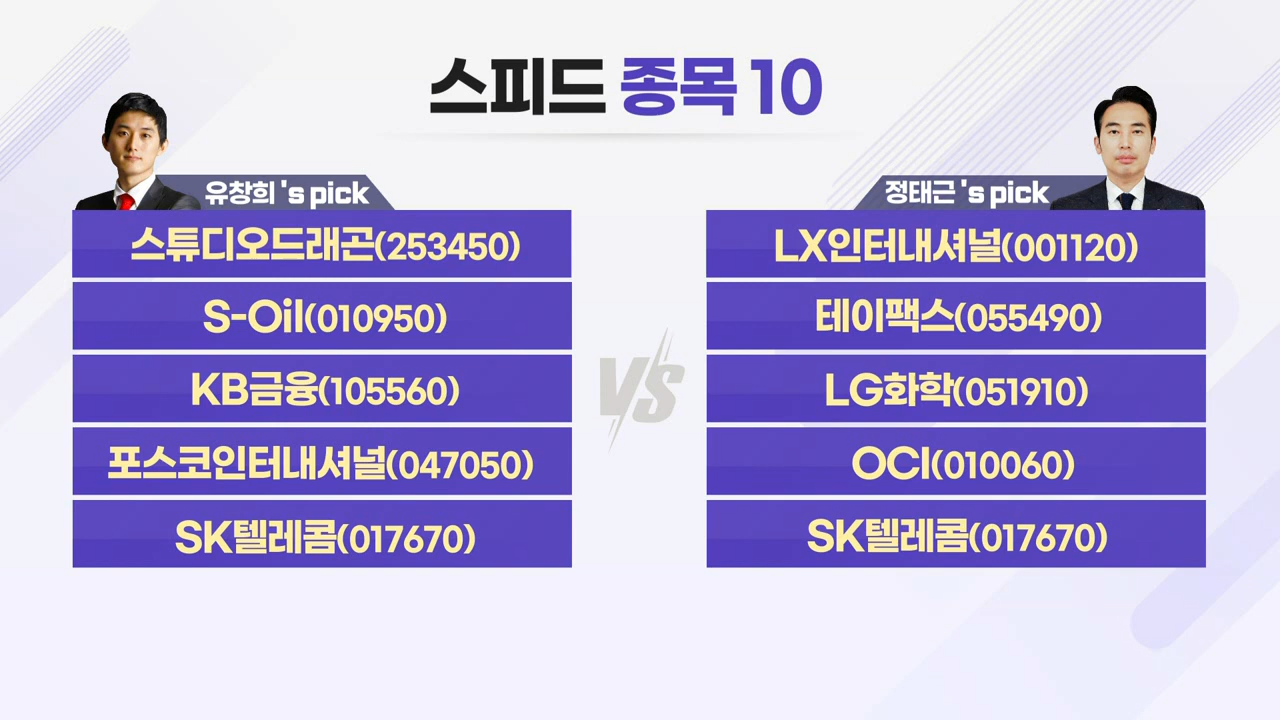 스피드 종목 10
유창희 's pick
스튜디오드래곤(253450)
S-Oil(010950)
KB금융(105560)
포스코인터내셔널(047050)
SK텔레콤(017670)
VS
정태근 's pick
LX인터내셔널(001120)
테이팩스(055490)
LG화학(051910)
OCI(010060)
SK텔레콤(017670)